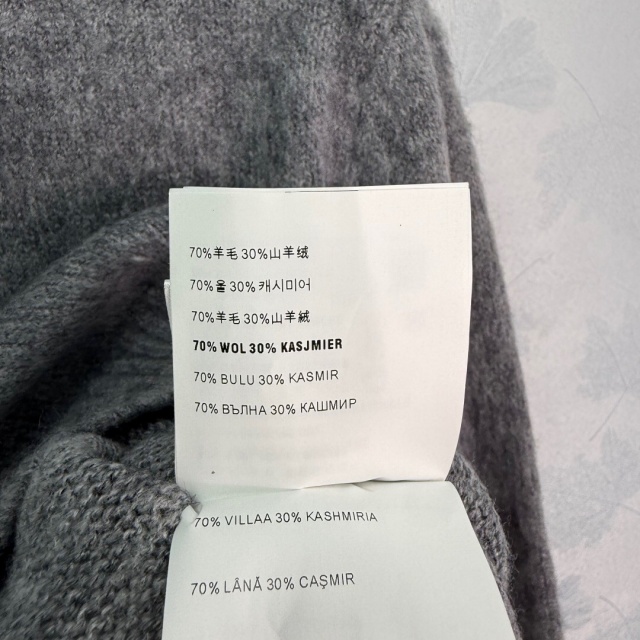 70%羊毛 30%山羊绒
70%울 30% 캐시미어
70%羊毛 30%山羊絨
70% WOL 30% KASJMIER
70% BULU 30% KASMIR
70% ВЪЛНА 30% КАШМИР
70% VILLAA 30% KASHMIRIA
70% LÂNĂ 30% CAȘMIR